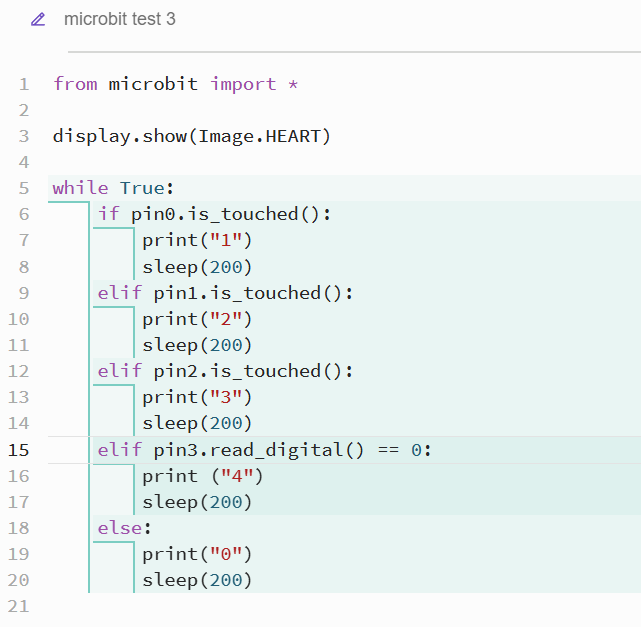 microbit test 3
1 from microbit import *
2
3 display.show(Image.HEART)
4
5 while True:
6     if pin0.is_touched():
7         print("1")
8         sleep(200)
9     elif pin1.is_touched():
10         print("2")
11         sleep(200)
12     elif pin2.is_touched():
13         print("3")
14         sleep(200)
15     elif pin3.read_digital() == 0:
16         print ("4")
17         sleep(200)
18     else:
19         print("0")
20         sleep(200)
21